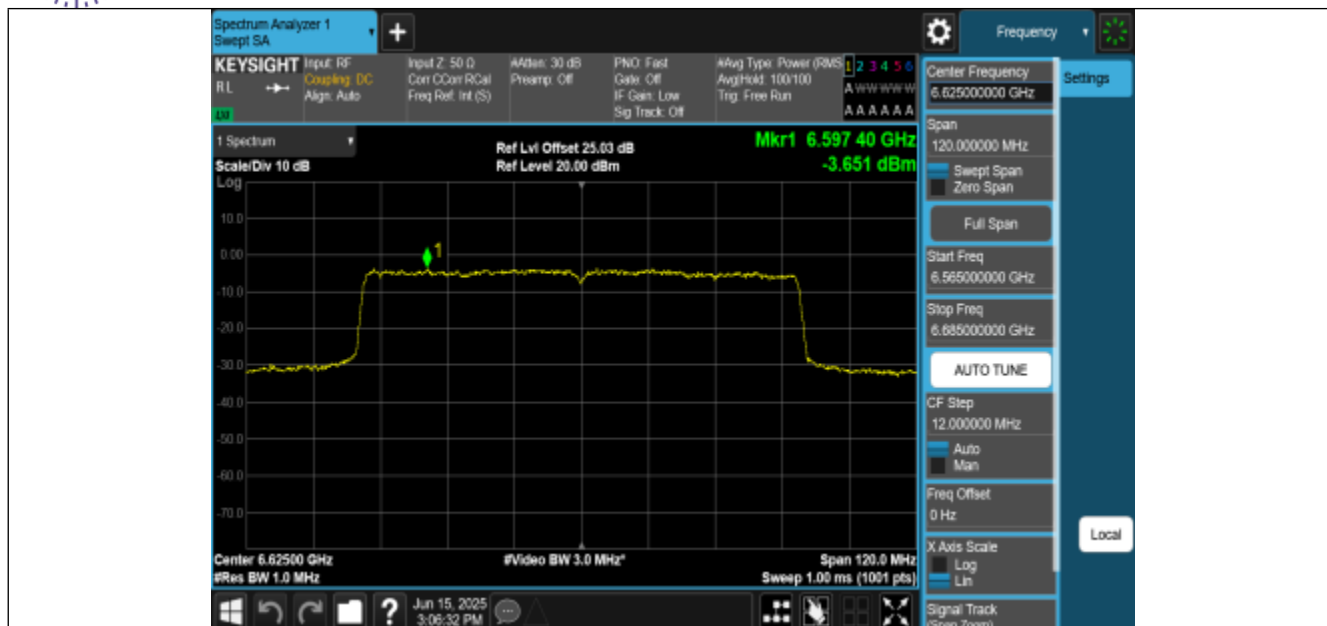 Spectrum Analyzer 1
Swept SA
+
Frequency
KEYSIGHT
RL
Input: RF
Coupling: DC
Align: Auto
Input Z: 50 Ω
Corr CCorr RCal
Freq Ref: Int (S)
#Atten: 30 dB
Preamp: Off
PNO: Fast
Gate: Off
IF Gain: Low
Sig Track: Off
#Avg Type: Power (RMS
Avg|Hold: 100/100
Trig: Free Run
1 2 3 4 5 6
A W W W W W
A A A A A A
1 Spectrum
Scale/Div 10 dB
Log
Ref Lvl Offset 25.03 dB
Ref Level 20.00 dBm
Mkr1 6.597 40 GHz
-3.651 dBm
10.0
0.00
1
-10.0
-20.0
-30.0
-40.0
-50.0
-60.0
-70.0
Center 6.62500 GHz
#Res BW 1.0 MHz
#Video BW 3.0 MHz*
Span 120.0 MHz
Sweep 1.00 ms (1001 pts)
Center Frequency
6.625000000 GHz
Settings
Span
120.000000 MHz
Swept Span
Zero Span
Full Span
Start Freq
6.565000000 GHz
Stop Freq
6.685000000 GHz
AUTO TUNE
CF Step
12.000000 MHz
Auto
Man
Freq Offset
0 Hz
X Axis Scale
Log
Lin
Local
Signal Track
(Span Zoom)
?
Jun 15, 2025
3:06:32 PM